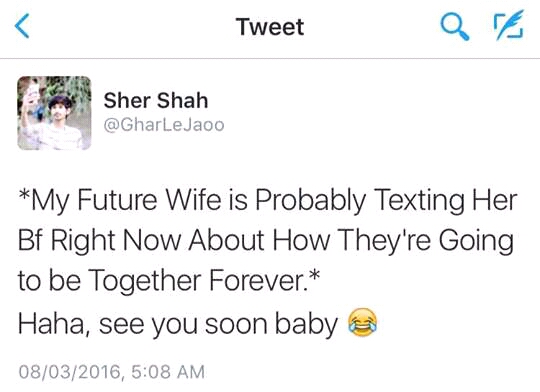 Tweet
Sher Shah
@GharLeJaoo
*My Future Wife is Probably Texting Her
Bf Right Now About How They're Going
to be Together Forever.*
Haha, see you soon baby 😂
08/03/2016, 5:08 AM